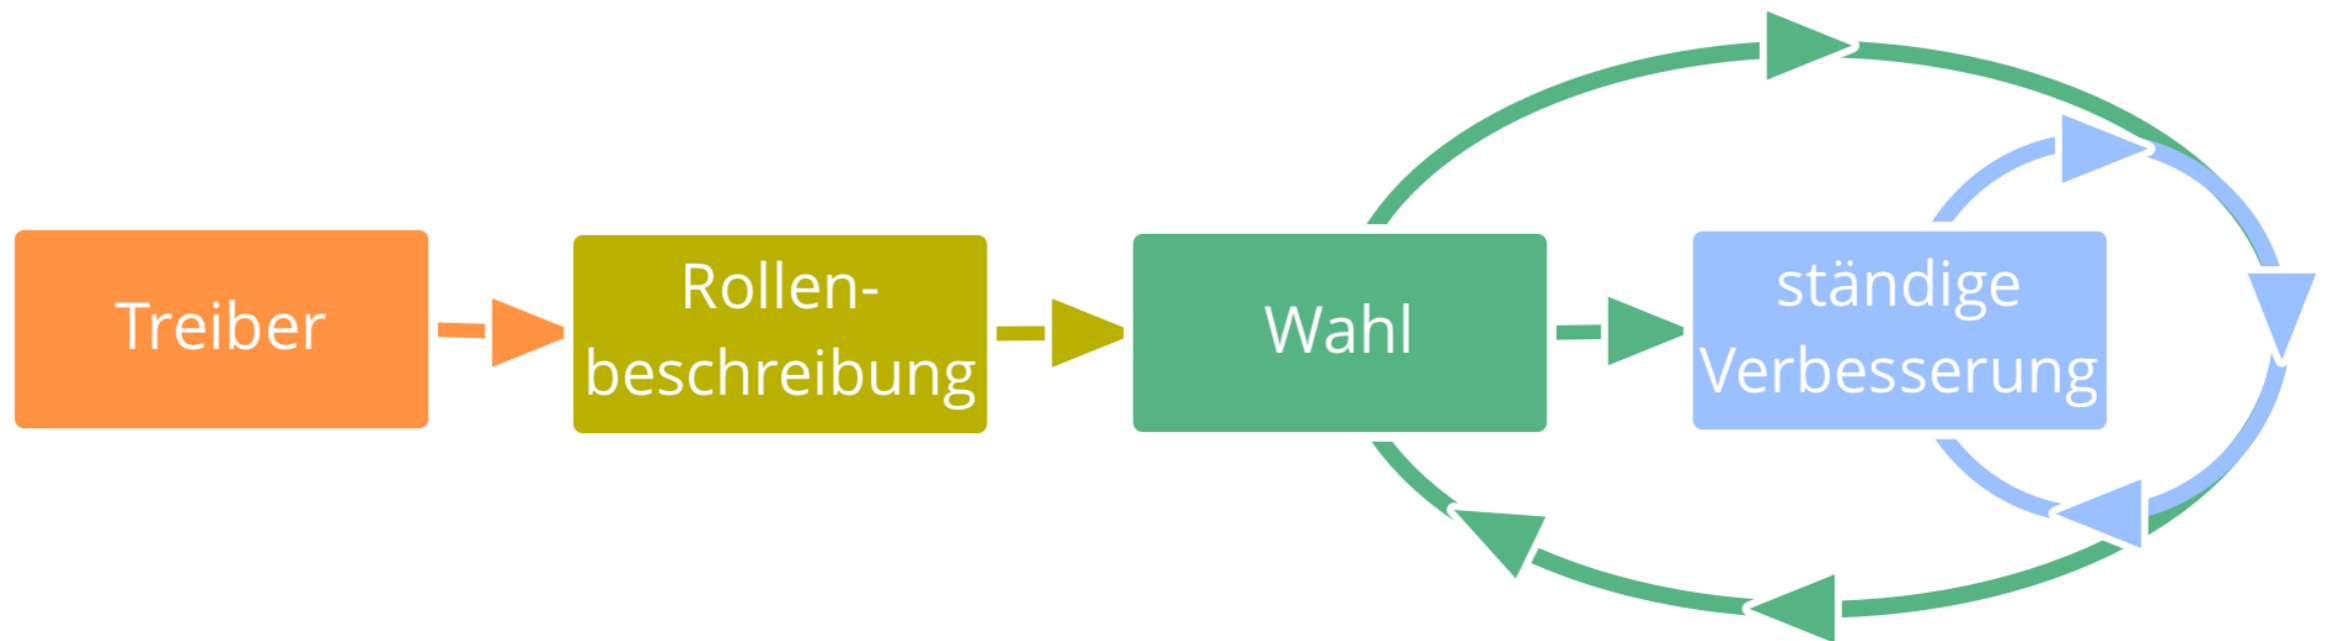 Treiber
Rollen-
beschreibung
Wahl
ständige
Verbesserung